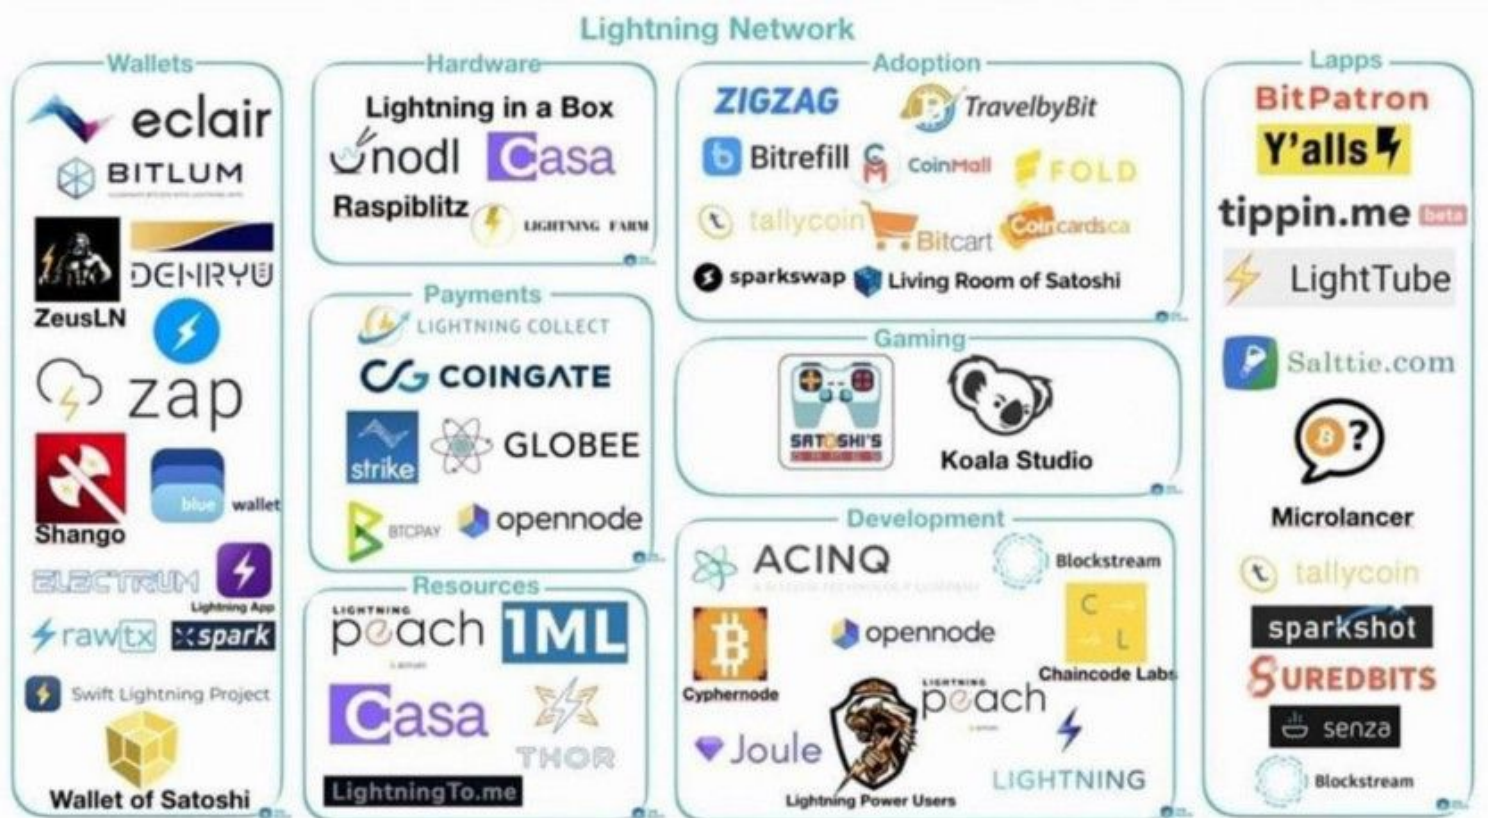 Lightning Network
Wallets
eclair
BITLUM
DENRYU
ZeusLN
zap
Shango
blue wallet
ELECTRUM
Lightning App
rawtx
spark
Swift Lightning Project
Wallet of Satoshi
Hardware
Lightning in a Box
nodl
Casa
Raspiblitz
LIGHTNING FARM
Payments
LIGHTNING COLLECT
COINGATE
strike
GLOBEE
BTCPAY
opennode
Resources
LIGHTNING
peach
1ML
Casa
THOR
LightningTo.me
Adoption
ZIGZAG
TravelbyBit
Bitrefill
CoinMall
FOLD
tallycoin
Bitcart
Coincards.ca
sparkswap
Living Room of Satoshi
Gaming
SATOSHI'S
Koala Studio
Development
ACINQ
Blockstream
Cyphernode
opennode
C
L
Chaincode Labs
Joule
Lightning Power Users
LIGHTNING
peach
LIGHTNING
Lapps
BitPatron
Y'alls
tippin.me beta
LightTube
Salttie.com
?
Microlancer
tallycoin
sparkshot
SUREDBITS
senza
Blockstream